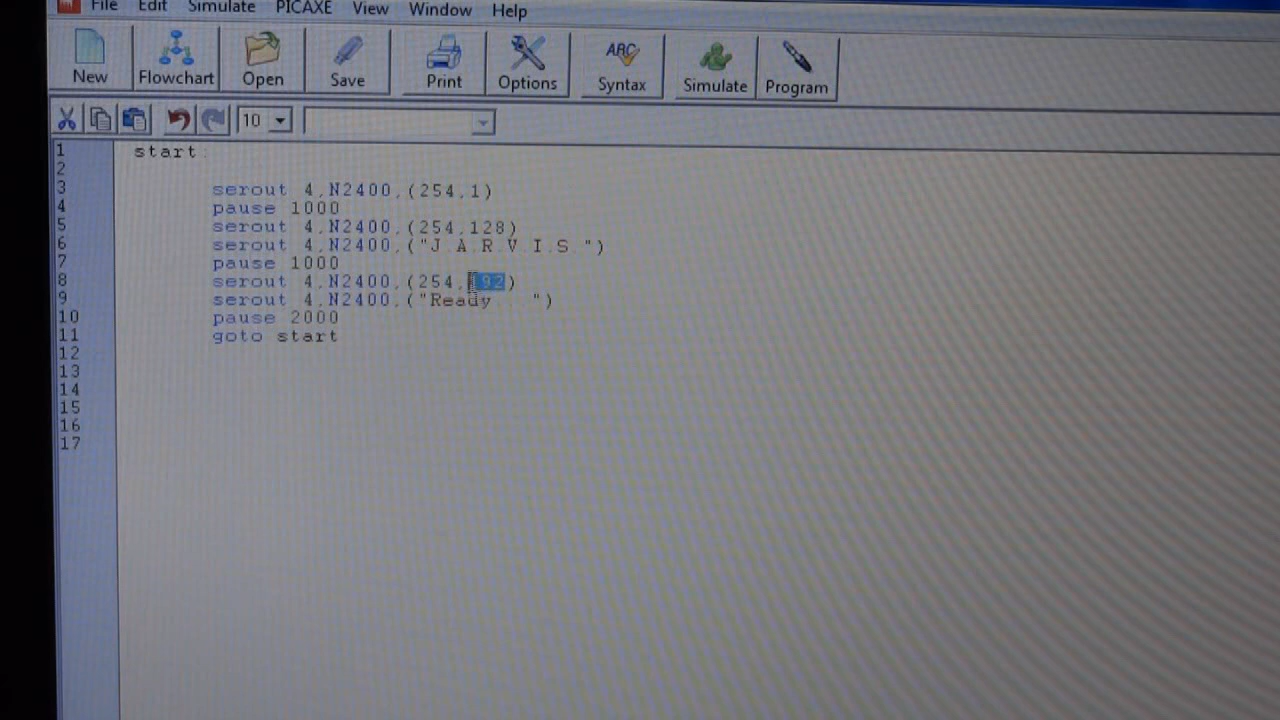 File Edit Simulate PICAXE View Window Help
New Flowchart Open Save Print Options ABC Syntax Simulate Program
10
1 start:
2
3 serout 4,N2400,(254,1)
4 pause 1000
5 serout 4,N2400,(254,128)
6 serout 4,N2400,("J.A.R.V.I.S.")
7 pause 1000
8 serout 4,N2400,(254,192)
9 serout 4,N2400,("Ready...")
10 pause 2000
11 goto start
12
13
14
15
16
17